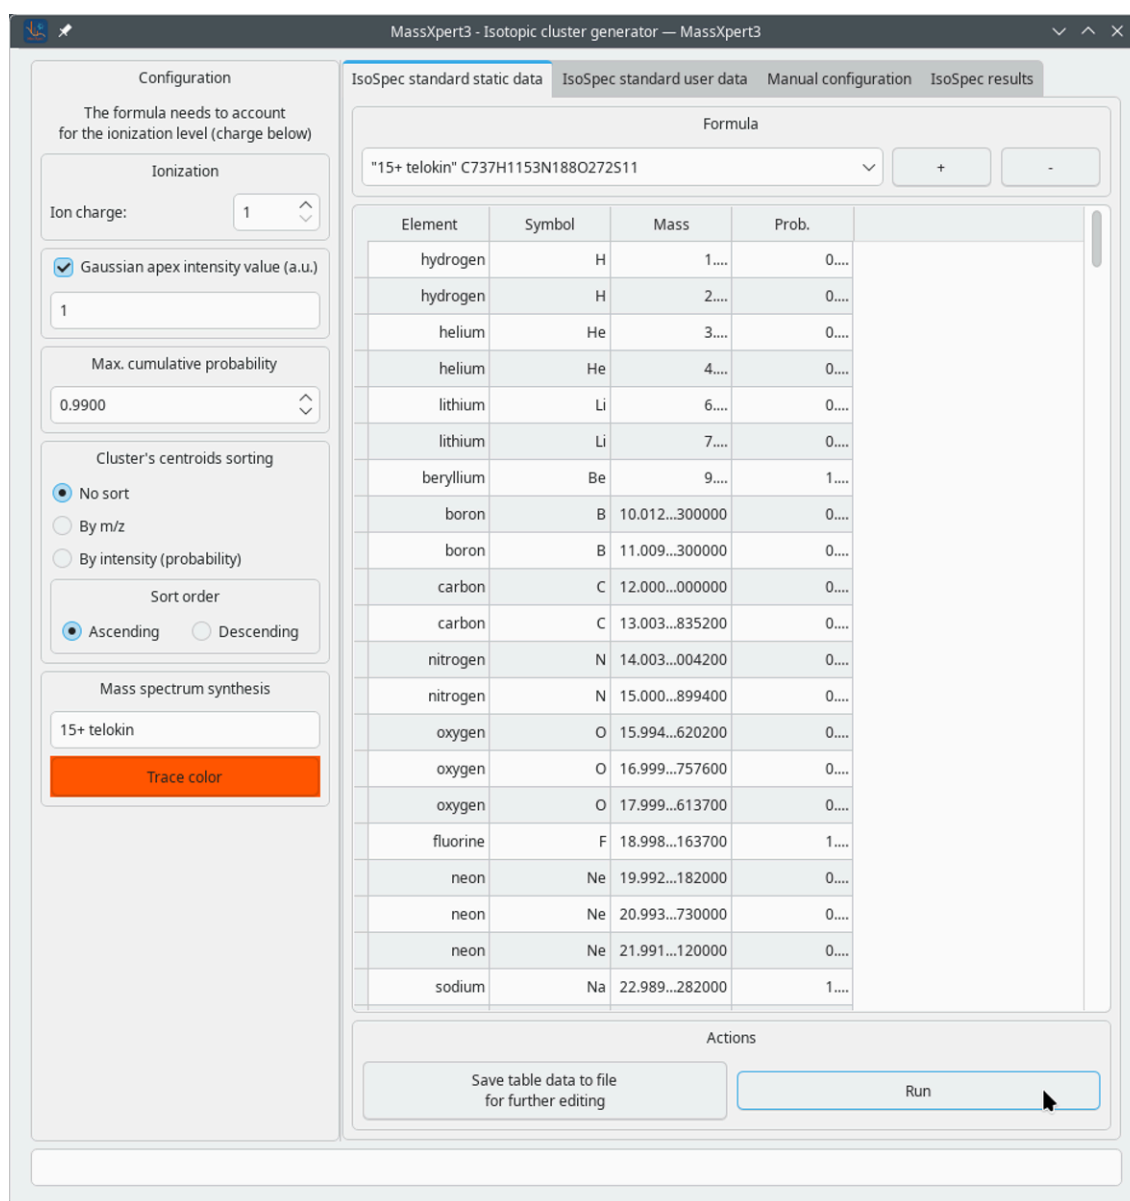 MassXpert3 - Isotopic cluster generator — MassXpert3
Configuration
The formula needs to account
for the ionization level (charge below)
Ionization
Ion charge:
1
Gaussian apex intensity value (a.u.)
1
Max. cumulative probability
0.9900
Cluster's centroids sorting
No sort
By m/z
By intensity (probability)
Sort order
Ascending Descending
Mass spectrum synthesis
15+ telokin
Trace color
IsoSpec standard static data IsoSpec standard user data Manual configuration IsoSpec results
Formula
"15+ telokin" C737H1153N188O272S11 + -
Element Symbol Mass Prob.
hydrogen H 1.... 0....
hydrogen H 2.... 0....
helium He 3.... 0....
helium He 4.... 0....
lithium Li 6.... 0....
lithium Li 7.... 0....
beryllium Be 9.... 1....
boron B 10.012...300000 0....
boron B 11.009...300000 0....
carbon C 12.000...000000 0....
carbon C 13.003...835200 0....
nitrogen N 14.003...004200 0....
nitrogen N 15.000...899400 0....
oxygen O 15.994...620200 0....
oxygen O 16.999...757600 0....
oxygen O 17.999...613700 0....
fluorine F 18.998...163700 1....
neon Ne 19.992...182000 0....
neon Ne 20.993...730000 0....
neon Ne 21.991...120000 0....
sodium Na 22.989...282000 1....
Actions
Save table data to file
for further editing
Run